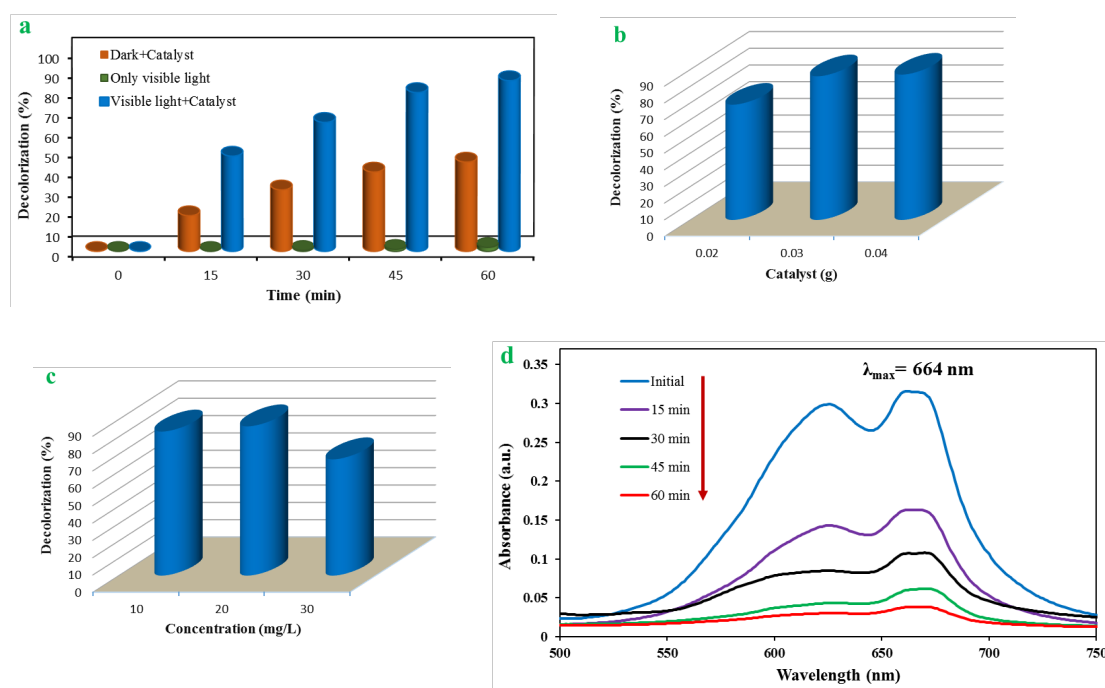 a
Decolorization (%)
100
90
80
70
60
50
40
30
20
10
0
Dark+Catalyst
Only visible light
Visible light+Catalyst
0 15 30 45 60
Time (min)
b
Decolorization (%)
90
80
70
60
50
40
30
20
10
0
0.02 0.03 0.04
Catalyst (g)
c
Decolorization (%)
90
80
70
60
50
40
30
20
10
0
10 20 30
Concentration (mg/L)
d
Absorbance (a.u.)
0.35
0.3
0.25
0.2
0.15
0.1
0.05
0
λmax= 664 nm
Initial
15 min
30 min
45 min
60 min
500 550 600 650 700 750
Wavelength (nm)